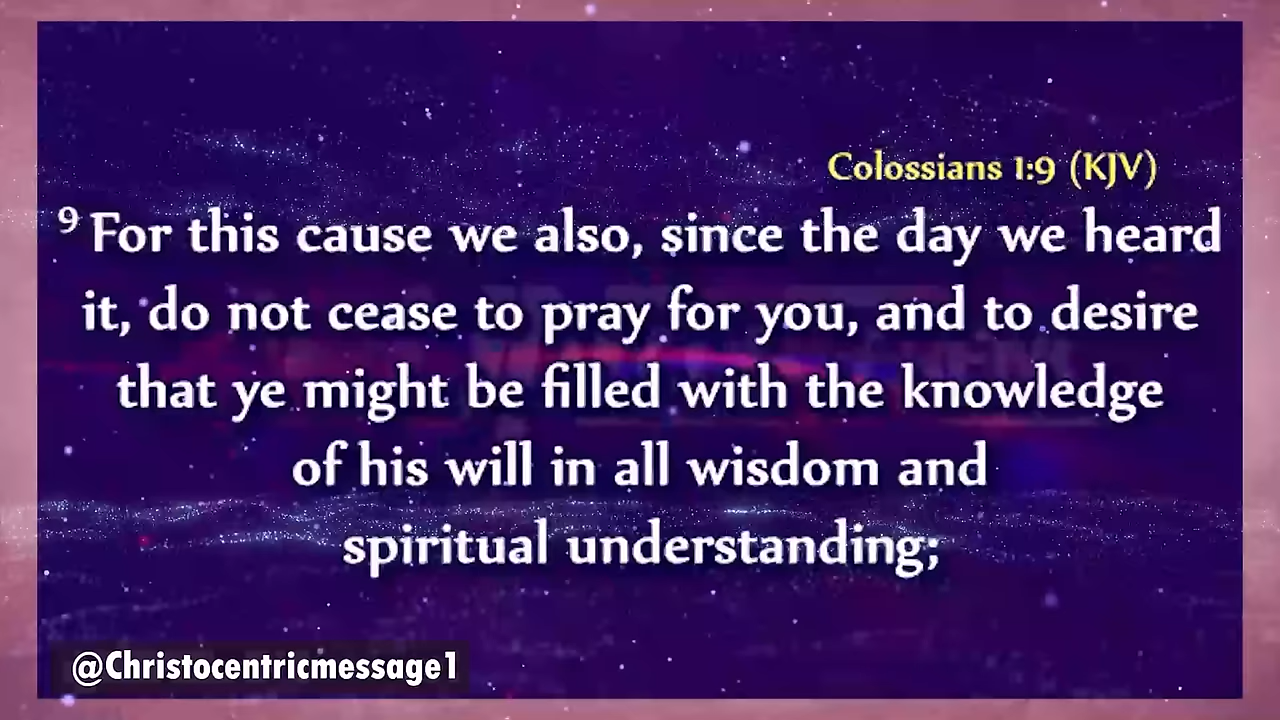 Colossians 1:9 (KJV)
9 For this cause we also, since the day we heard
it, do not cease to pray for you, and to desire
that ye might be filled with the knowledge
of his will in all wisdom and
spiritual understanding;
@Christocentricmessage1